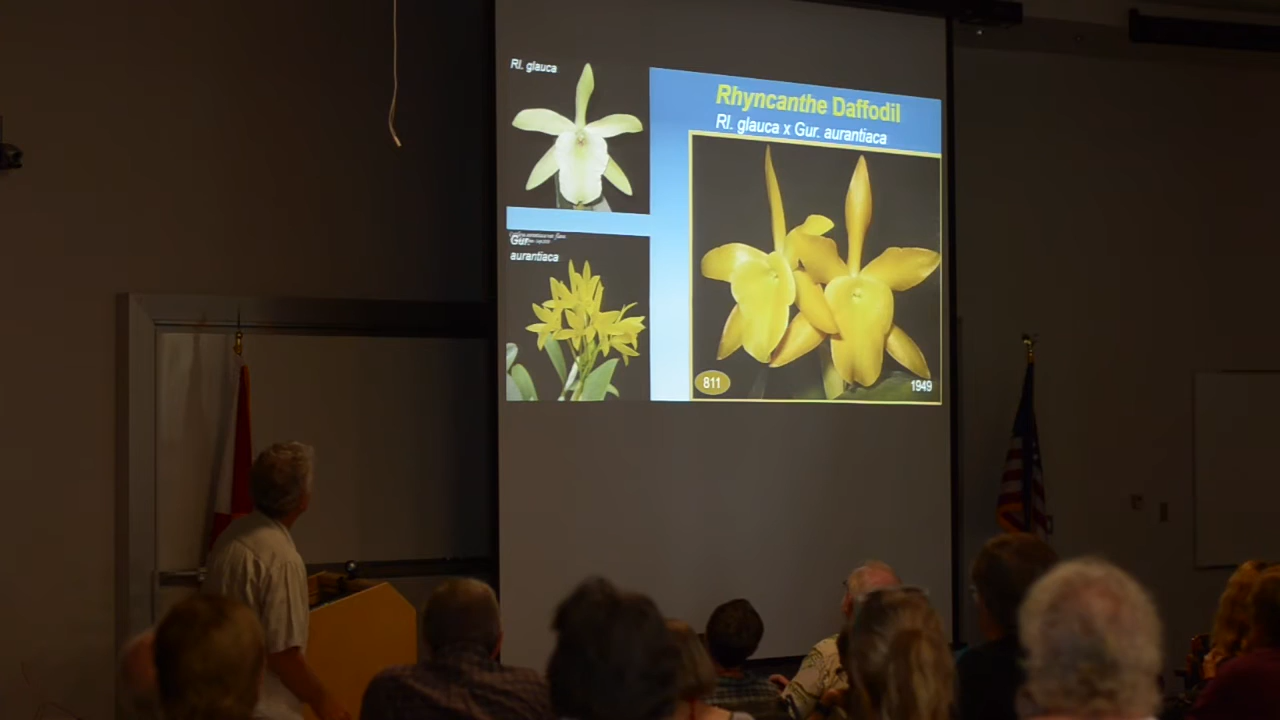 Rl. glauca
Rhyncanthe Daffodil
Rl. glauca x Gur. aurantiaca
Gur.
aurantiaca
811
1949